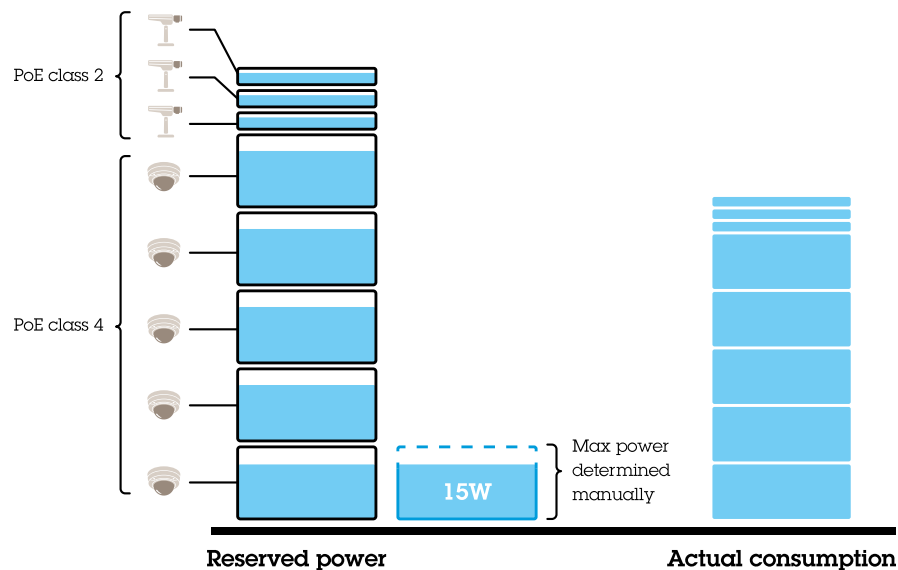 PoE class 2
PoE class 4
15W
Max power
determined
manually
Reserved power
Actual consumption